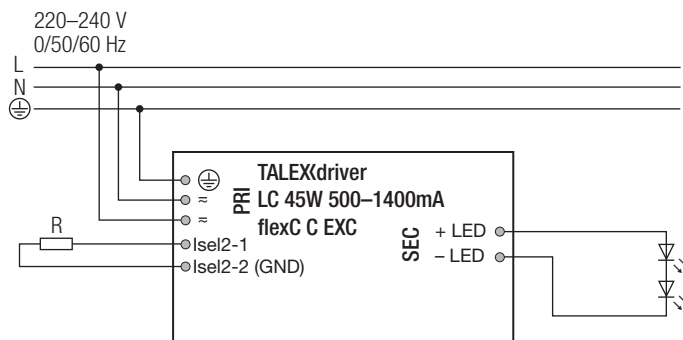 220–240 V
0/50/60 Hz
L
N
PRI
≂
≂
TALEXXdriver
LC 45W 500–1400mA
flexC C EXC
R
Isel2-1
Isel2-2 (GND)
SEC
+ LED
– LED